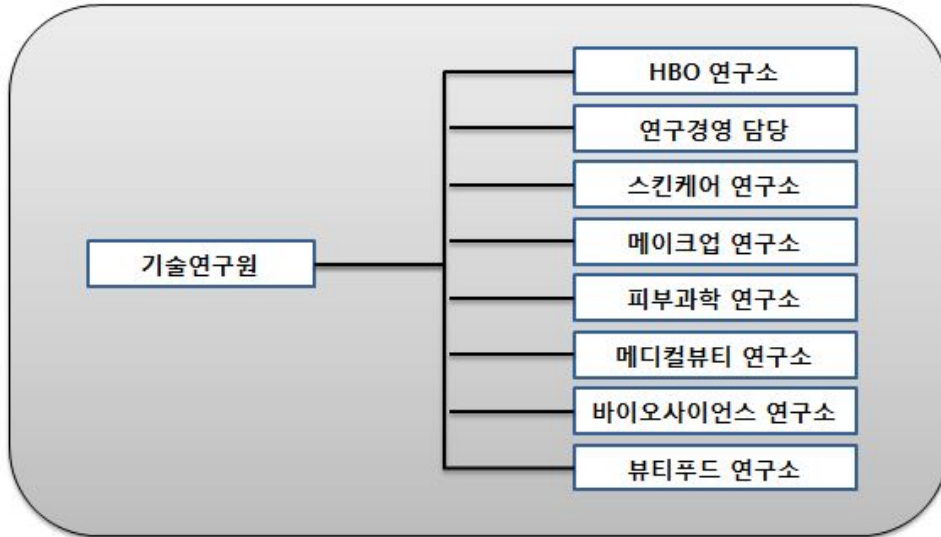 HBO 연구소
연구경영 담당
스킨케어 연구소
메이크업 연구소
기술연구원
피부과학 연구소
메디컬뷰티 연구소
바이오사이언스 연구소
뷰티푸드 연구소